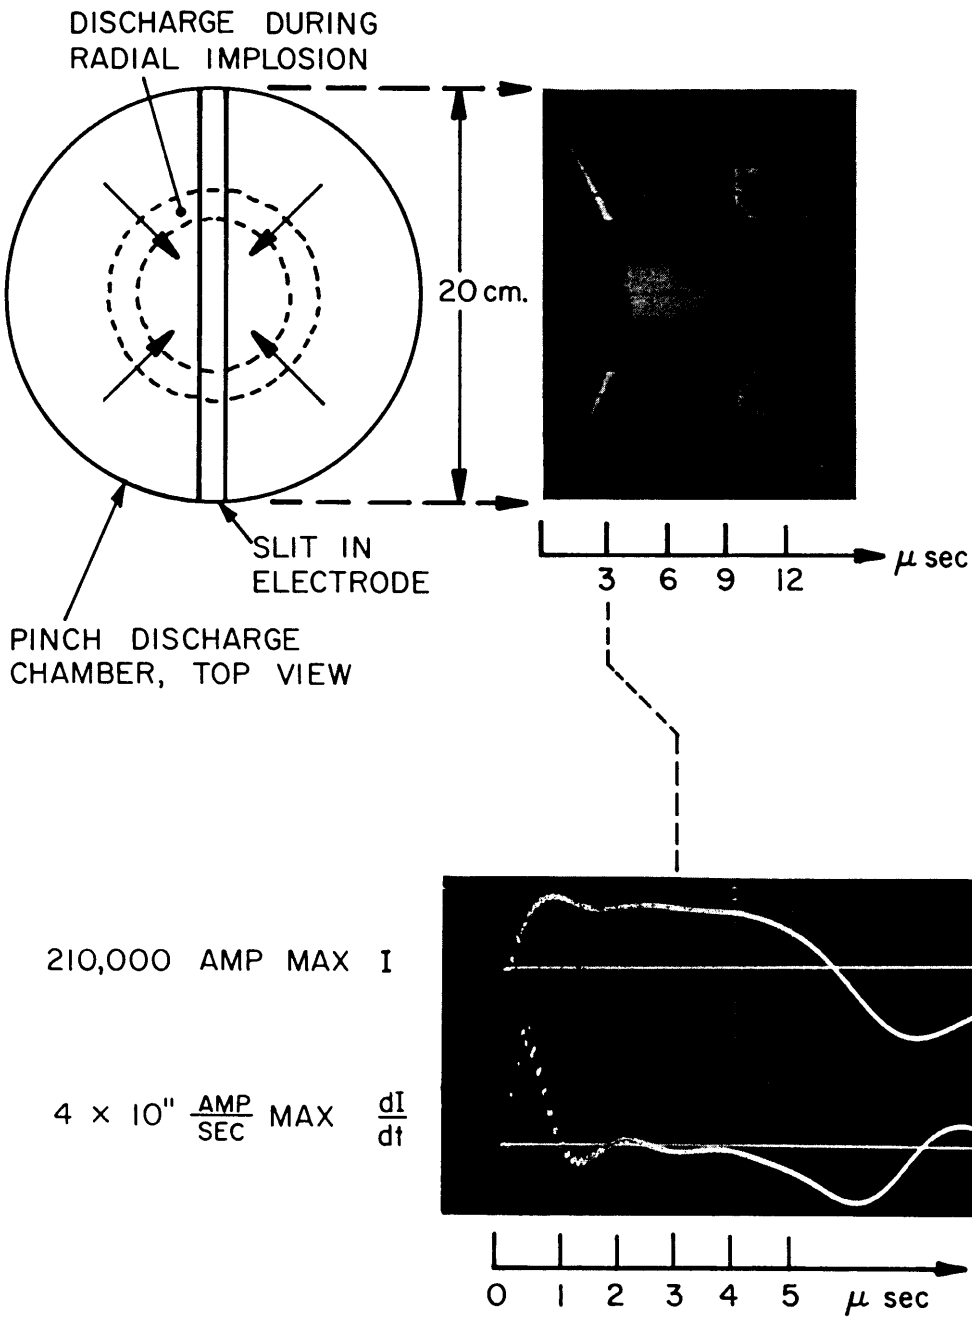 DISCHARGE DURING
RADIAL IMPLOSION
20 cm.
SLIT IN
ELECTRODE
PINCH DISCHARGE
CHAMBER, TOP VIEW
3 6 9 12 μ sec
210,000 AMP MAX I
4 × 10" AMP/SEC MAX dI/dt
0 1 2 3 4 5 μ sec